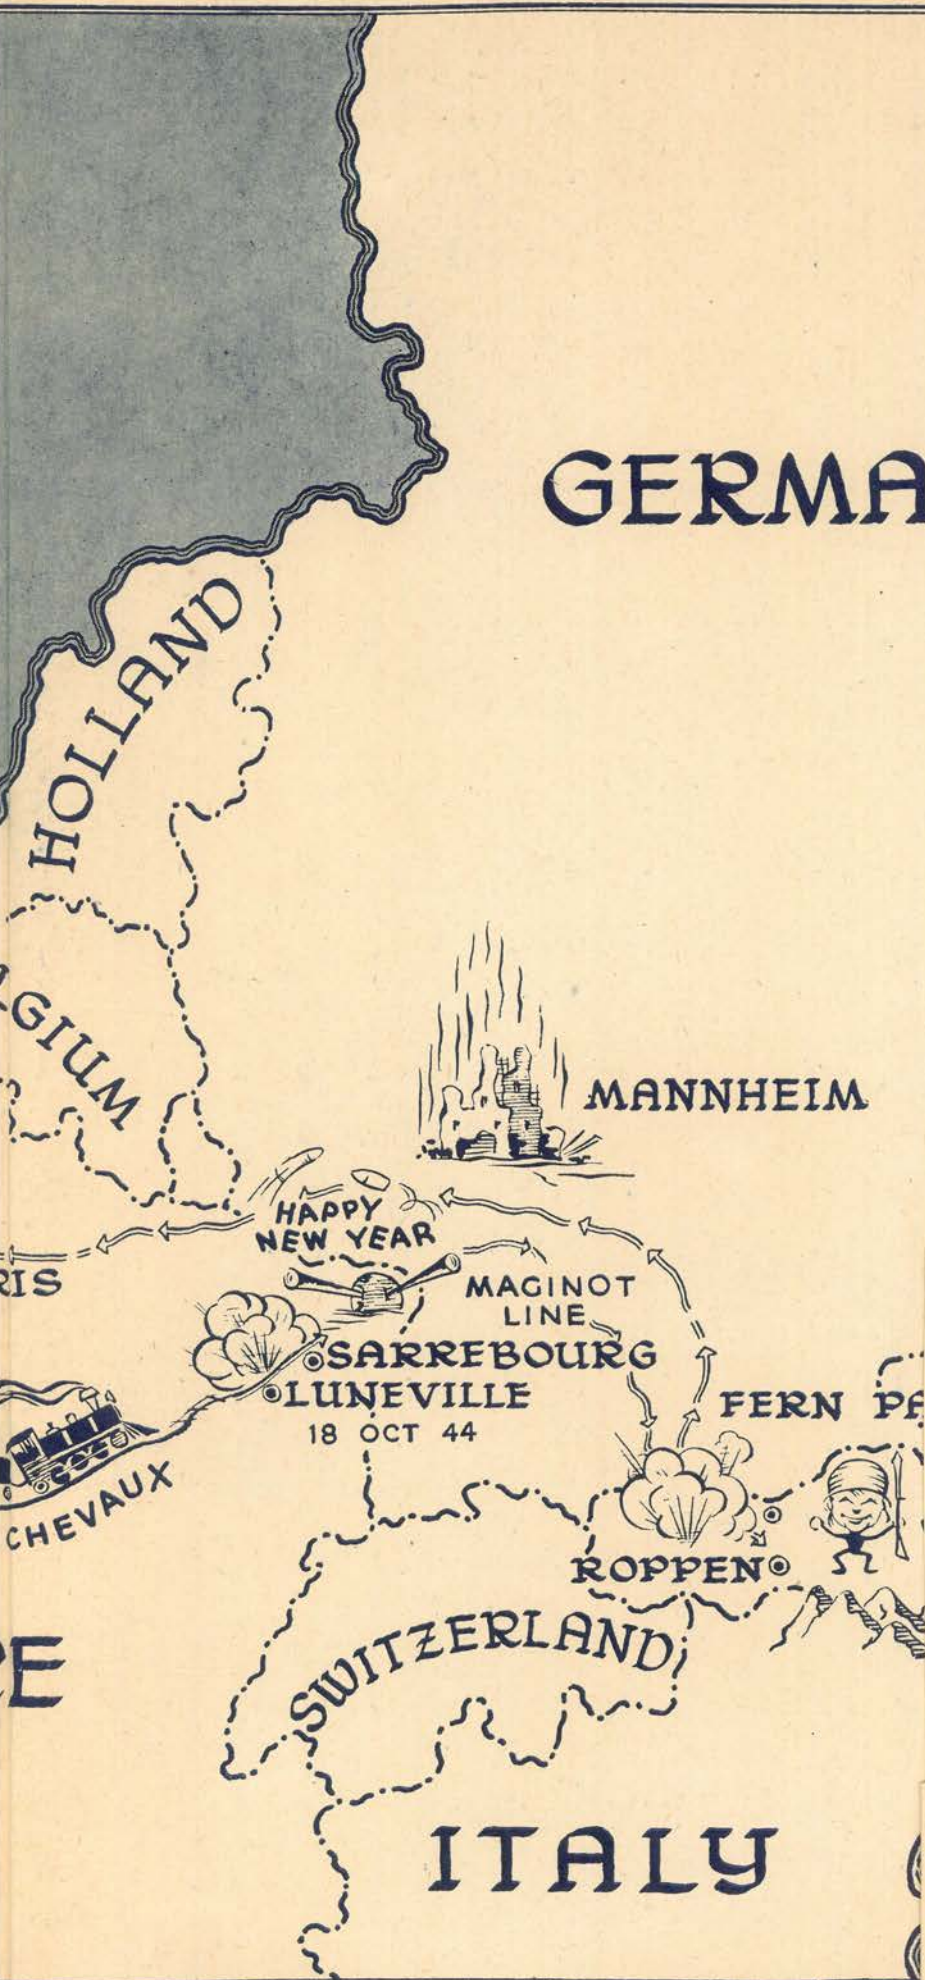 GERMA
HOLLAND
GIUM
MANNHEIM
HAPPY
NEW YEAR
RIS
MAGINOT
LINE
SARREBOURG
LUNEVILLE
18 OCT 44
FERN PA
CHEVAUX
ROPPEN
E
SWITZERLAND
ITALY